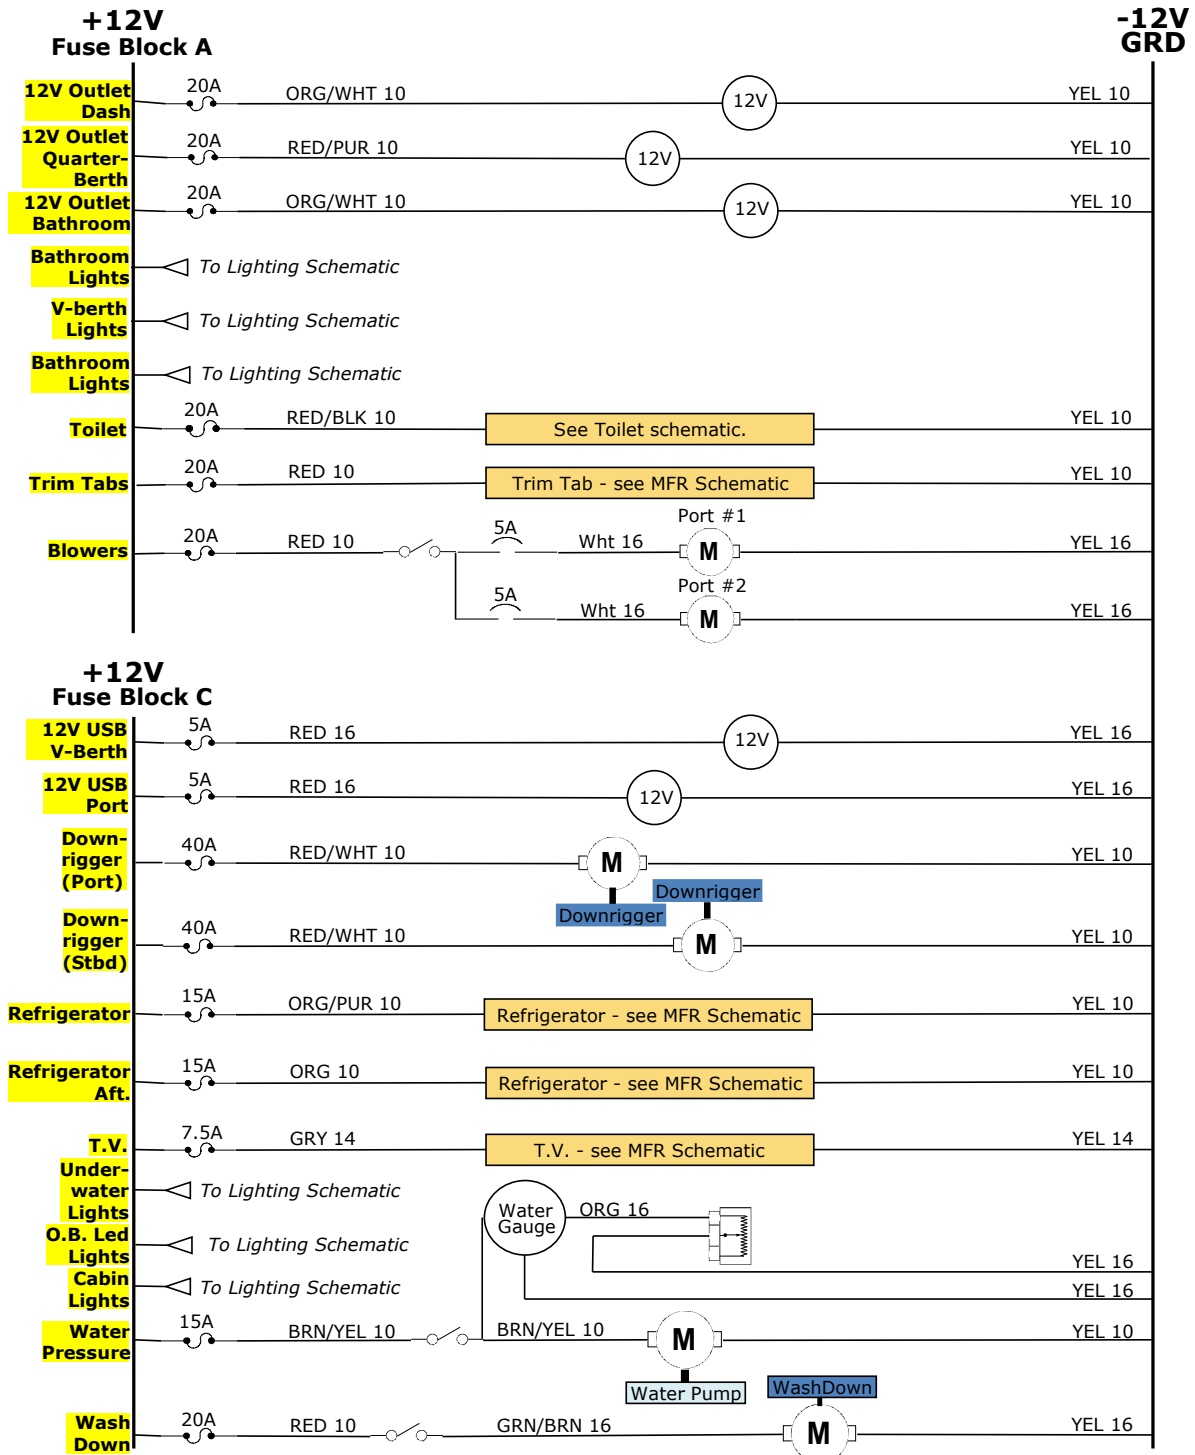 +12V
Fuse Block A
-12V
GRD
12V Outlet
Dash
20A
ORG/WHT 10
12V
YEL 10
12V Outlet
Quarter-
Berth
20A
RED/PUR 10
12V
YEL 10
12V Outlet
Bathroom
20A
ORG/WHT 10
12V
YEL 10
Bathroom
Lights
To Lighting Schematic
V-berth
Lights
To Lighting Schematic
Bathroom
Lights
To Lighting Schematic
Toilet
20A
RED/BLK 10
See Toilet schematic.
YEL 10
Trim Tabs
20A
RED 10
Trim Tab - see MFR Schematic
YEL 10
Blowers
20A
RED 10
5A
Wht 16
Port #1
M
YEL 16
5A
Wht 16
Port #2
M
YEL 16
+12V
Fuse Block C
12V USB
V-Berth
5A
RED 16
12V
YEL 16
12V USB
Port
5A
RED 16
12V
YEL 16
Down-
rigger
(Port)
40A
RED/WHT 10
M
Downrigger
YEL 10
Down-
rigger
(Stbd)
40A
RED/WHT 10
Downrigger
M
YEL 10
Refrigerator
15A
ORG/PUR 10
Refrigerator - see MFR Schematic
YEL 10
Refrigerator
Aft.
15A
ORG 10
Refrigerator - see MFR Schematic
YEL 10
T.V.
7.5A
GRY 14
T.V. - see MFR Schematic
YEL 14
Under-
water
Lights
To Lighting Schematic
Water
Gauge
ORG 16
O.B. Led
Lights
To Lighting Schematic
YEL 16
Cabin
Lights
To Lighting Schematic
YEL 16
Water
Pressure
15A
BRN/YEL 10
BRN/YEL 10
M
Water Pump
YEL 10
Wash
Down
20A
RED 10
GRN/BRN 16
WashDown
M
YEL 16